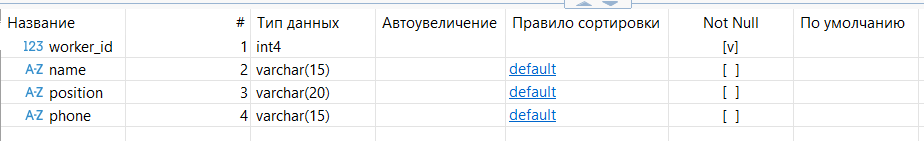 Название # Тип данных Автоувеличение Правило сортировки Not Null По умолчанию
123 worker_id 1 int4 [v]
A-Z name 2 varchar(15) default [ ]
A-Z position 3 varchar(20) default [ ]
A-Z phone 4 varchar(15) default [ ]